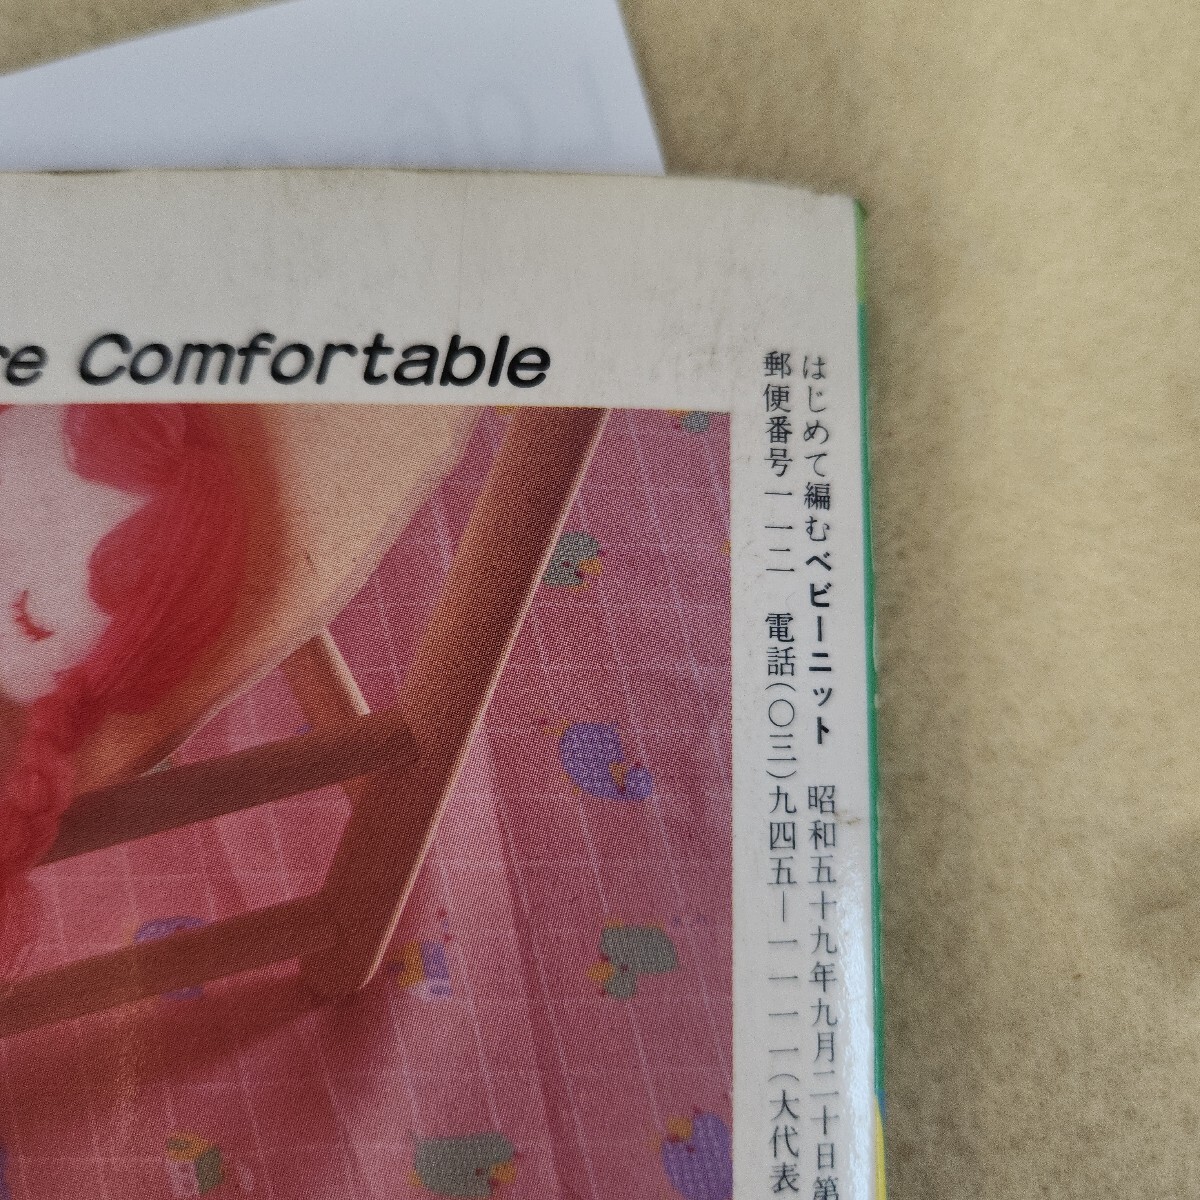 re Comfortable
はじめて編むベビーニット 昭和五十九年九月二十日第
郵便番号一一二 電話(〇三)九四五―一一一一(大代表